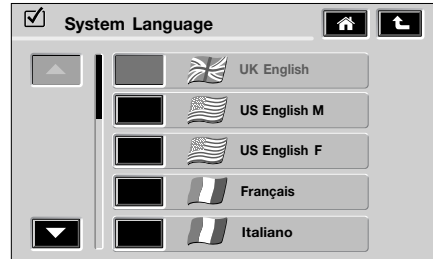 System Language
UK English
US English M
US English F
Français
Italiano